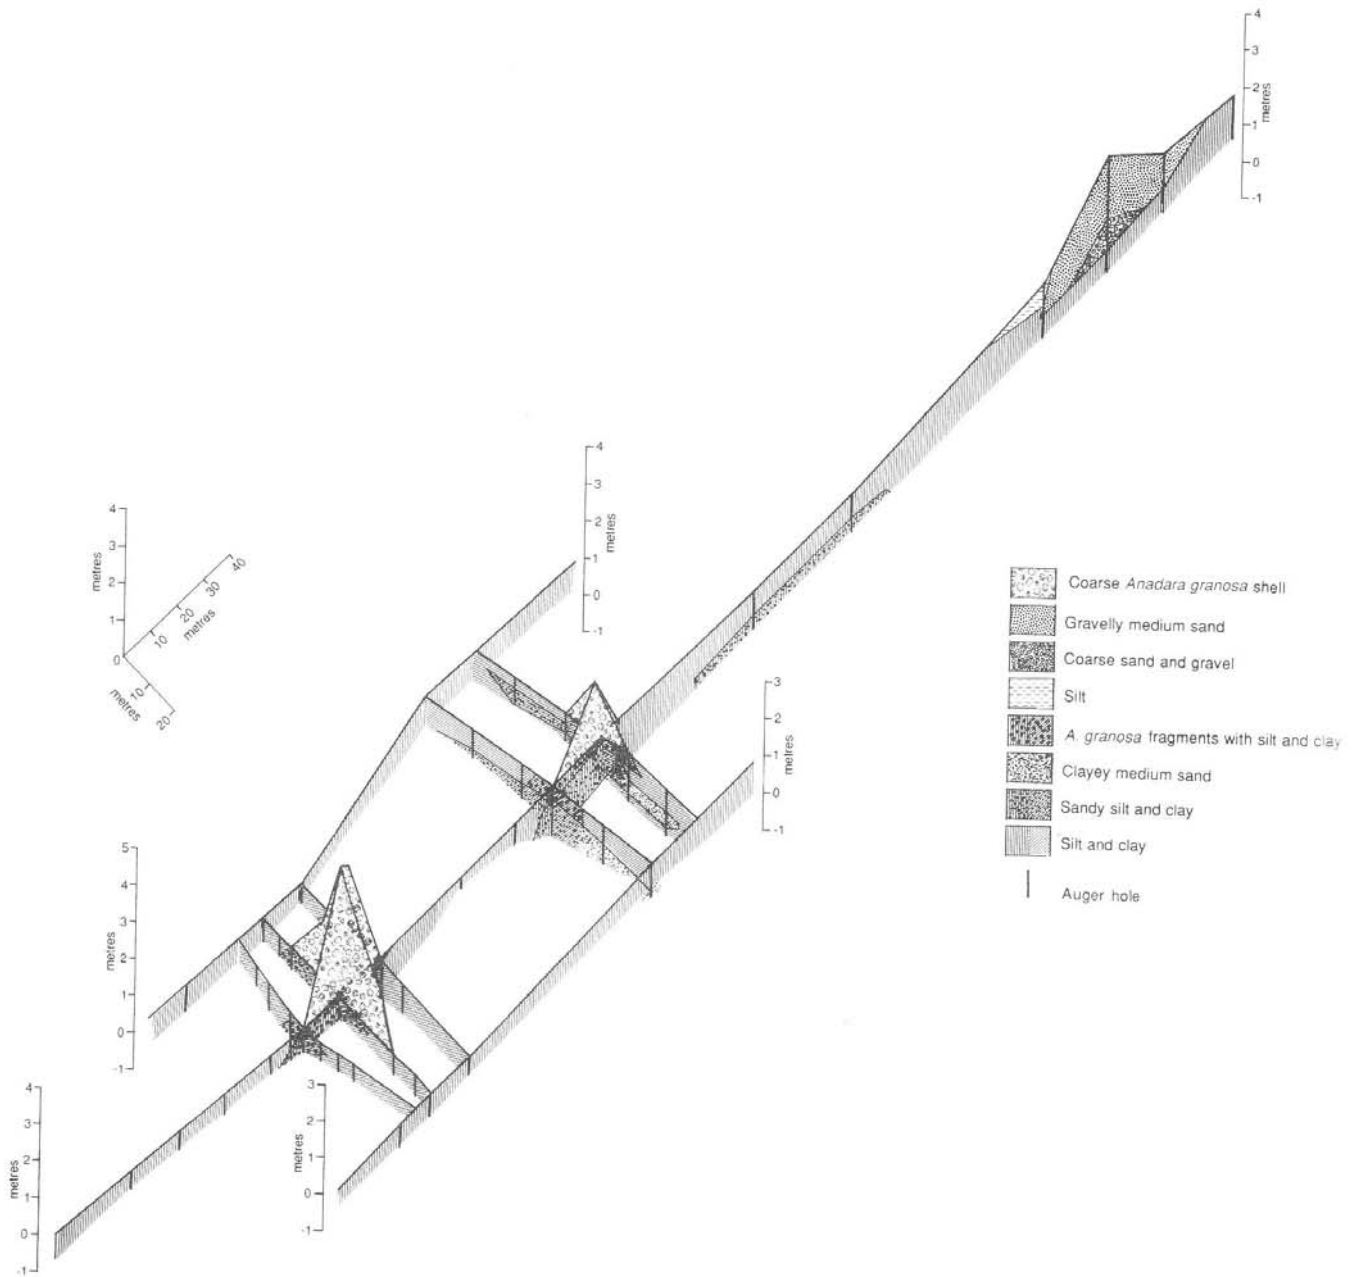 4
3
2
1
0
-1
metres
4
3
2
1
0
-1
metres
4
3
2
1
0
metres
10
20
30
40
metres
10
20
metres
Coarse Anadara granosa shell
Gravelly medium sand
Coarse sand and gravel
Silt
A. granosa fragments with silt and clay
Clayey medium sand
Sandy silt and clay
Silt and clay
Auger hole
3
2
1
0
-1
metres
5
4
3
2
1
0
-1
metres
4
3
2
1
0
-1
metres
3
2
1
0
-1
metres